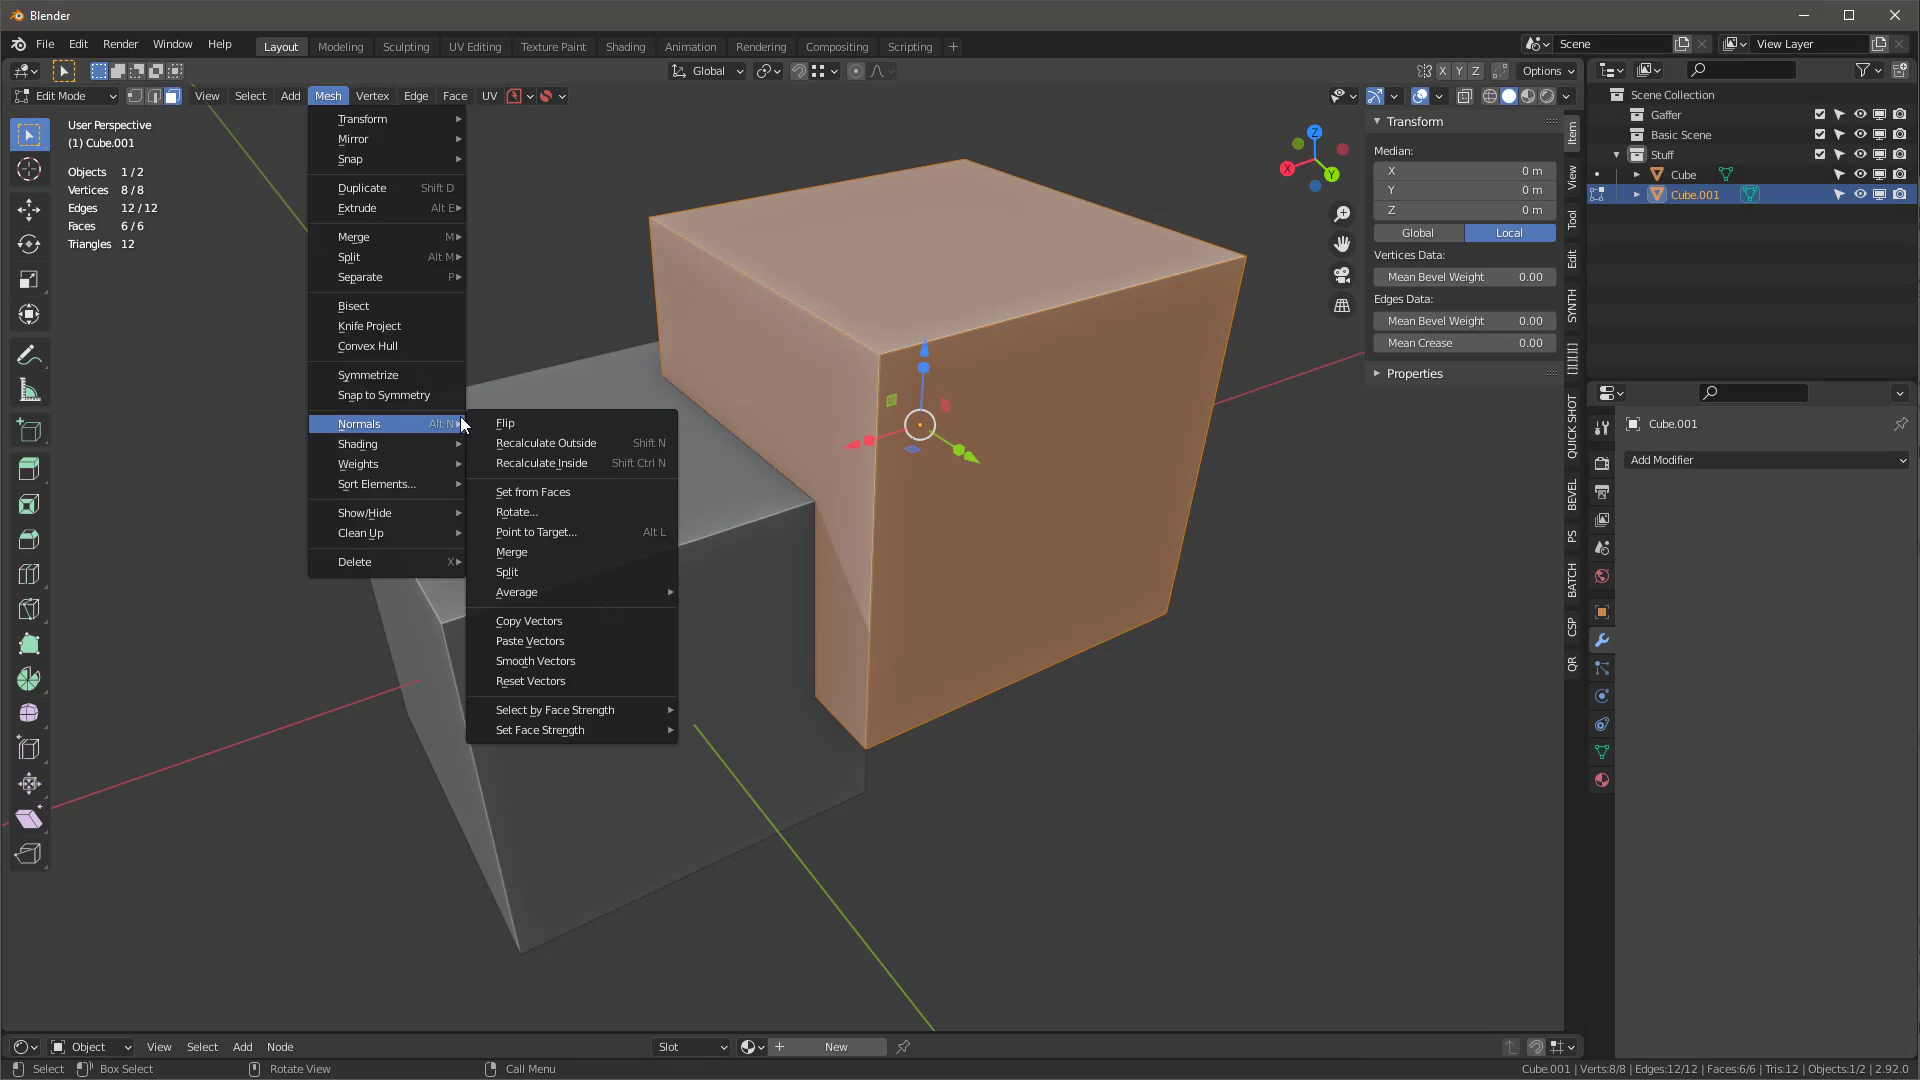 Blender
File Edit Render Window Help Layout Modeling Sculpting UV Editing Texture Paint Shading Animation Rendering Compositing Scripting + Scene View Layer
Global X Y Z Options
Edit Mode View Select Add Mesh Vertex Edge Face UV
User Perspective
(1) Cube.001
Objects 1/2
Vertices 8/8
Edges 12/12
Faces 6/6
Triangles 12
Transform
Mirror
Snap
Duplicate Shift D
Extrude Alt E
Merge M
Split Alt M
Separate P
Bisect
Knife Project
Convex Hull
Symmetrize
Snap to Symmetry
Normals Alt N
Shading
Weights
Sort Elements...
Show/Hide
Clean Up
Delete X
Flip
Recalculate Outside Shift N
Recalculate Inside Shift Ctrl N
Set from Faces
Rotate...
Point to Target... Alt L
Merge
Split
Average
Copy Vectors
Paste Vectors
Smooth Vectors
Reset Vectors
Select by Face Strength
Set Face Strength
Z
X
Y
Transform
Median:
X 0 m
Y 0 m
Z 0 m
Global Local
Vertices Data:
Mean Bevel Weight 0.00
Edges Data:
Mean Bevel Weight 0.00
Mean Crease 0.00
Properties
Item
View
Tool
Edit
SYNTH
[][][][]
QUICK SHOT
BEVEL
PS
BATCH
CSP
QR
Scene Collection
Gaffer
Basic Scene
Stuff
Cube
Cube.001
Cube.001
Add Modifier
Object View Select Add Node Slot + New
Select Box Select Rotate View Call Menu Cube.001 | Verts:8/8 | Edges:12/12 | Faces:6/6 | Tris:12 | Objects:1/2 | 2.92.0